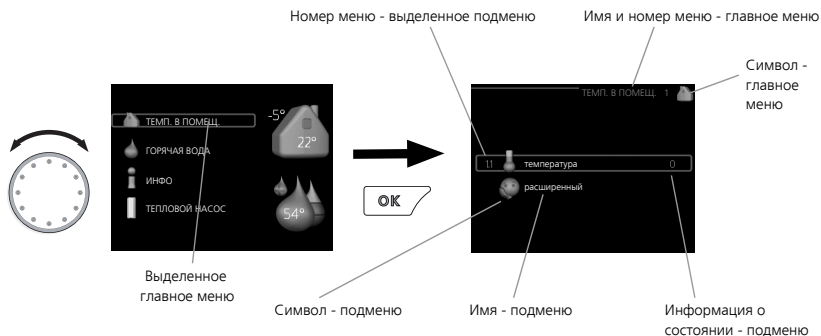 Номер меню - выделенное подменю
Имя и номер меню - главное меню
Символ -
главное
меню
ТЕМП. В ПОМЕЩ.
ГОРЯЧАЯ ВОДА
ИНФО
ТЕПЛОВОЙ НАСОС
-5°
22°
54°
OK
ТЕМП. В ПОМЕЩ. 1
1.1 температура 0
расширенный
Выделенное
главное меню
Символ - подменю
Имя - подменю
Информация о
состоянии - подменю